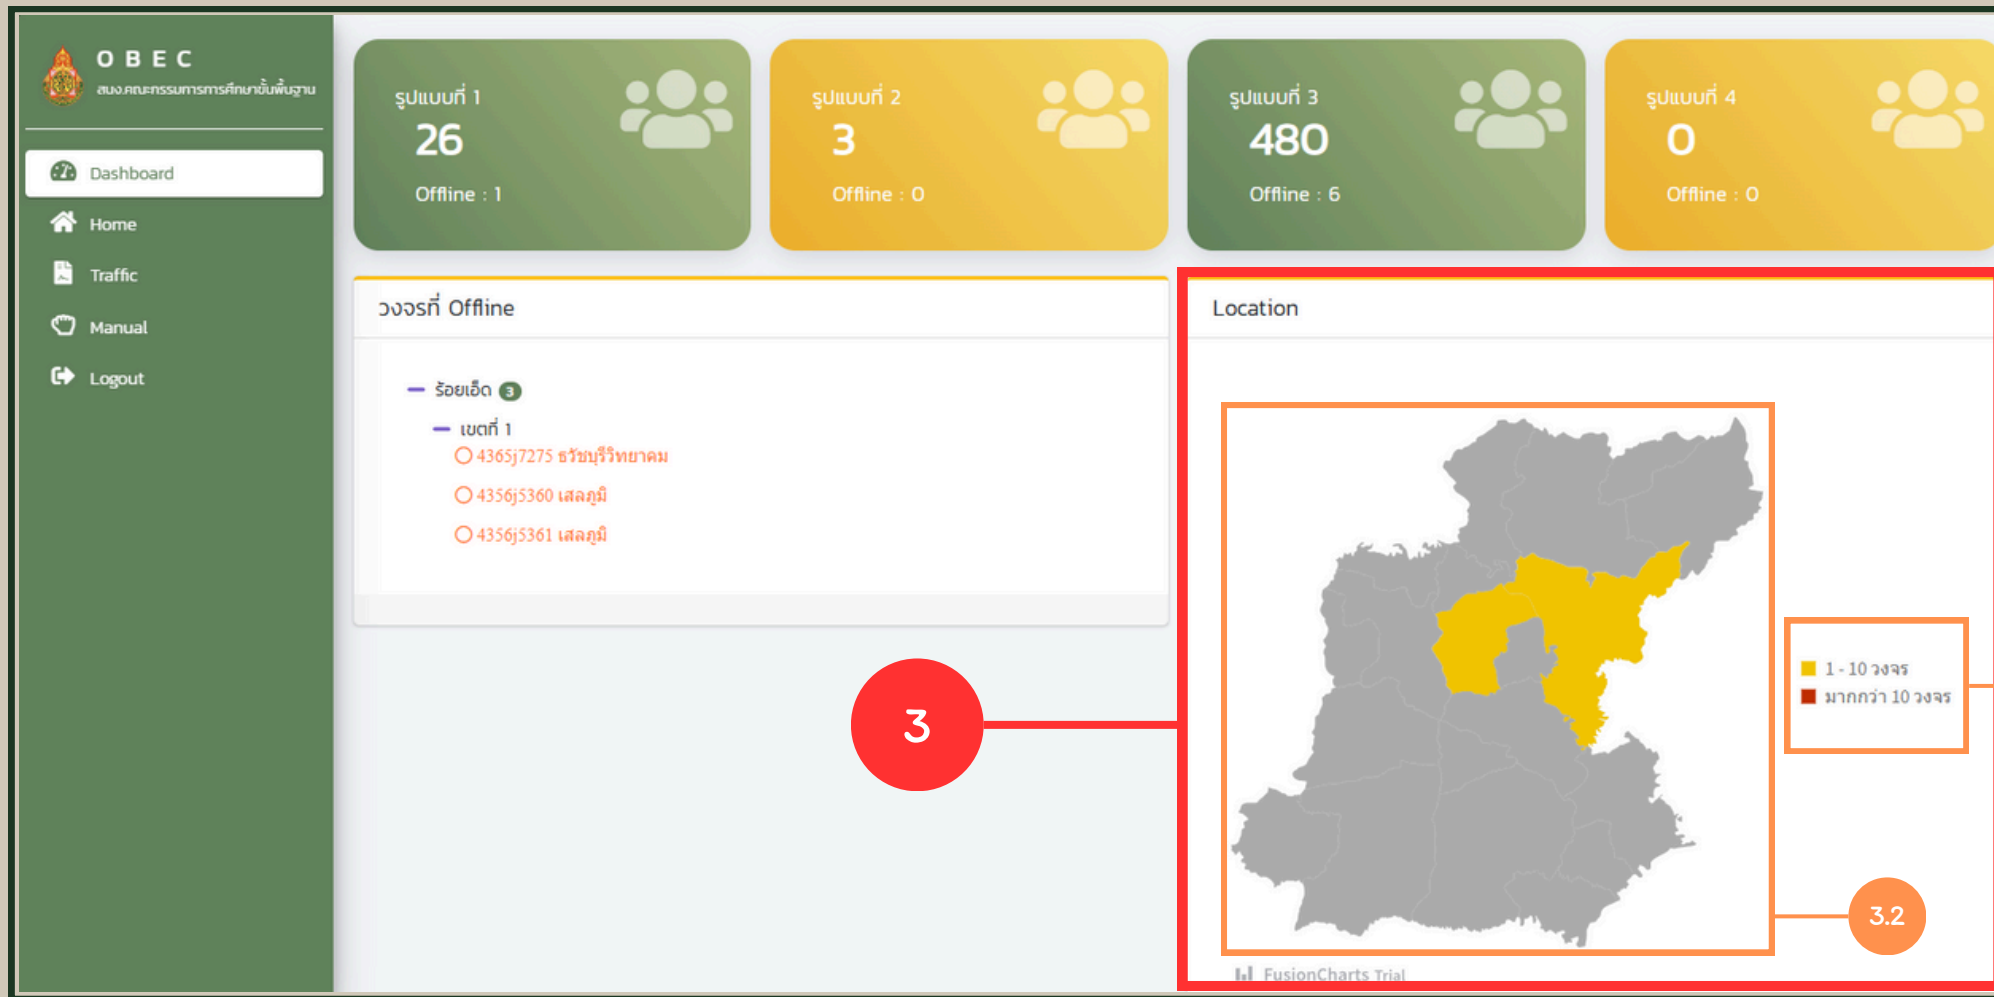 O B E C
สนง.คณะกรรมการการศึกษาขั้นพื้นฐาน
Dashboard
Home
Traffic
Manual
Logout
รูปแบบที่ 1
26
Offline : 1
รูปแบบที่ 2
3
Offline : 0
รูปแบบที่ 3
480
Offline : 6
รูปแบบที่ 4
0
Offline : 0
วงจรที่ Offline
ร้อยเอ็ด 3
เขตที่ 1
4365j7275 ธวัชบุรีวิทยาคม
4356j5360 เสลภูมิ
4356j5361 เสลภูมิ
3
Location
1 - 10 วงจร
มากกว่า 10 วงจร
3.2
FusionCharts Trial